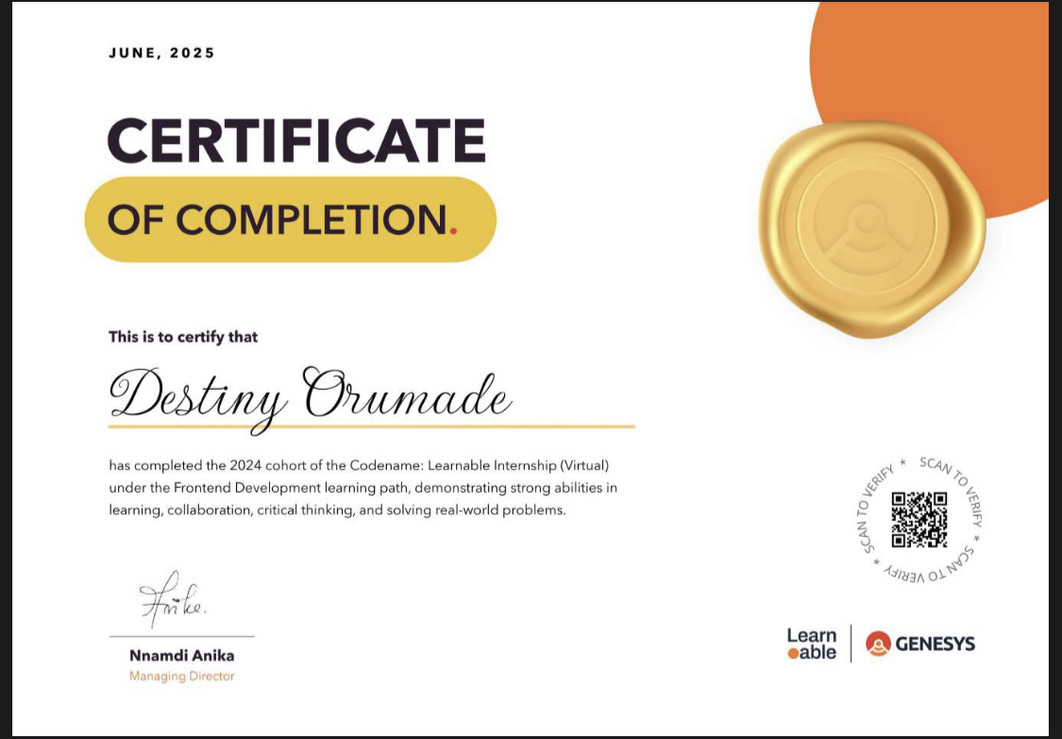 JUNE, 2025
CERTIFICATE
OF COMPLETION.
This is to certify that
Destiny Orumade
has completed the 2024 cohort of the Codename: Learnable Internship (Virtual)
under the Frontend Development learning path, demonstrating strong abilities in
learning, collaboration, critical thinking, and solving real-world problems.
SCAN TO VERIFY * SCAN TO VERIFY * SCAN TO VERIFY *
Nnamdi Anika
Managing Director
Learn
able
GENESYS